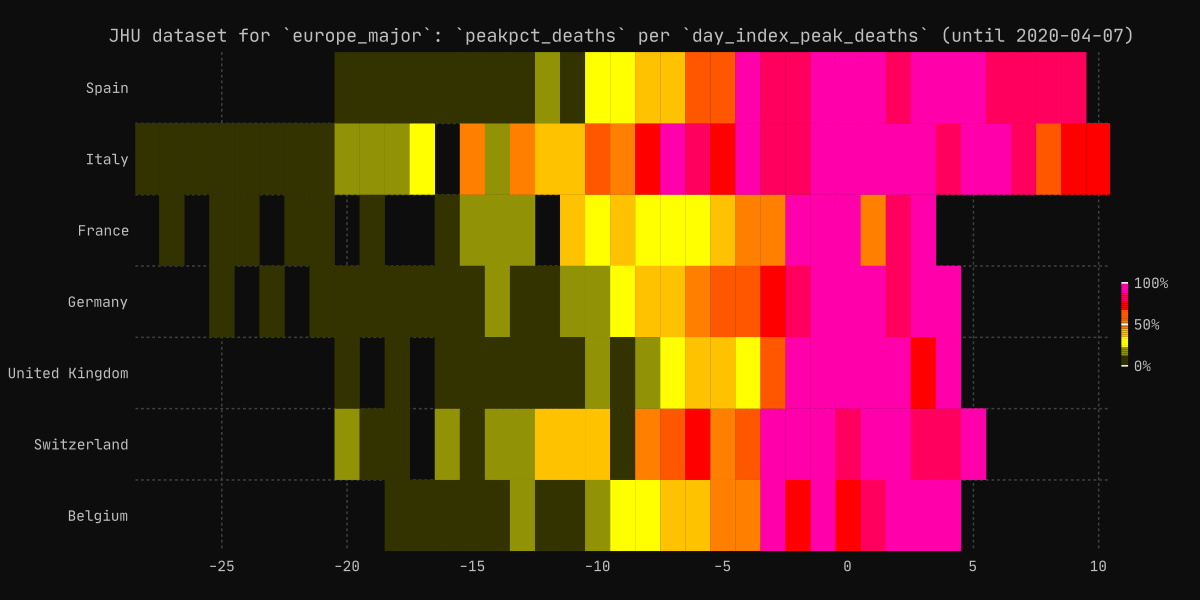 JHU dataset for `europe_major`: `peakpct_deaths` per `day_index_peak_deaths` (until 2020-04-07)
Spain
Italy
France
Germany
United Kingdom
Switzerland
Belgium
100%
50%
0%
-25 -20 -15 -10 -5 0 5 10